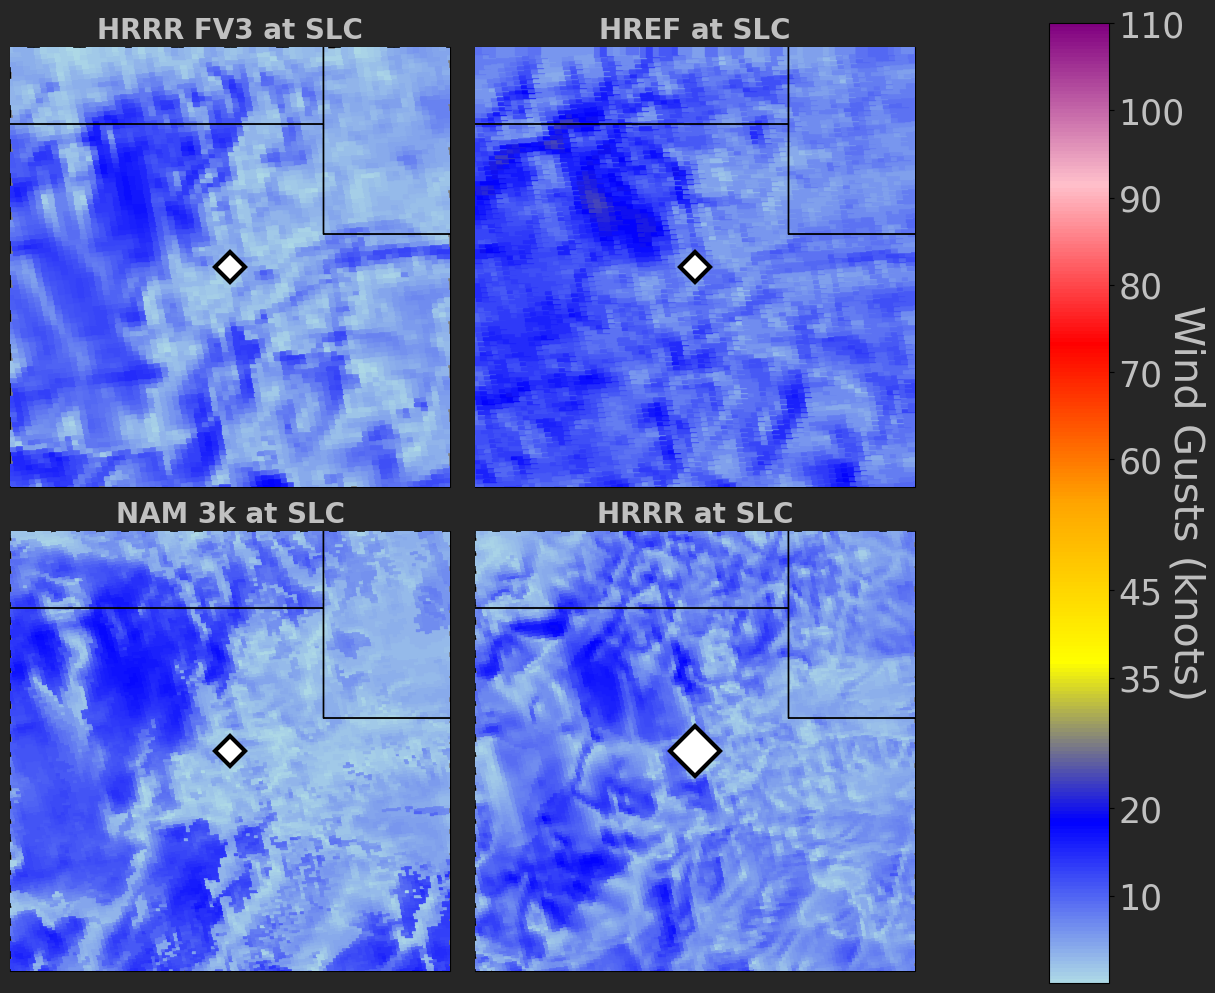 HRRR FV3 at SLC
HREF at SLC
NAM 3k at SLC
HRRR at SLC
110
100
90
80
70
60
45
35
20
10
Wind Gusts (knots)